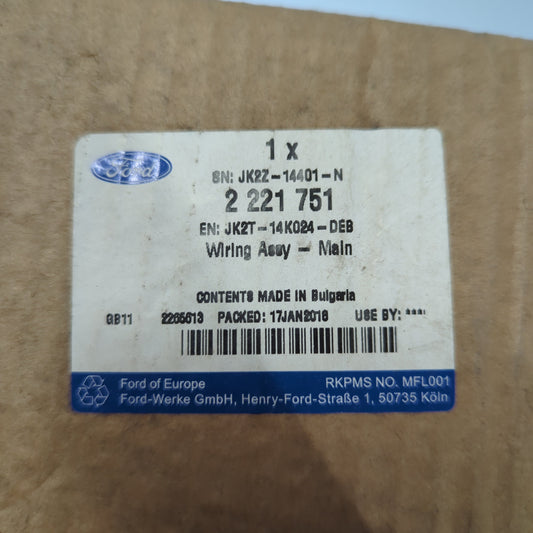 Ford
1 x
SN: JK2Z-14401-N
2 221 751
EN: JK2T-14K024-DEB
Wiring Assy - Main
CONTENTS MADE IN Bulgaria
GB11 2265613 PACKED: 17JAN2018 USE BY: ****
Ford of Europe RKPMS NO. MFL001
Ford-Werke GmbH, Henry-Ford-Straße 1, 50735 Köln